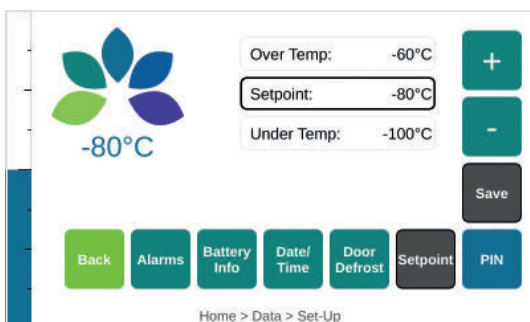 Over Temp: -60°C
Setpoint: -80°C
Under Temp: -100°C
-80°C
+
-
Save
Back
Alarms
Battery
Info
Date/
Time
Door
Defrost
Setpoint
PIN
Home > Data > Set-Up